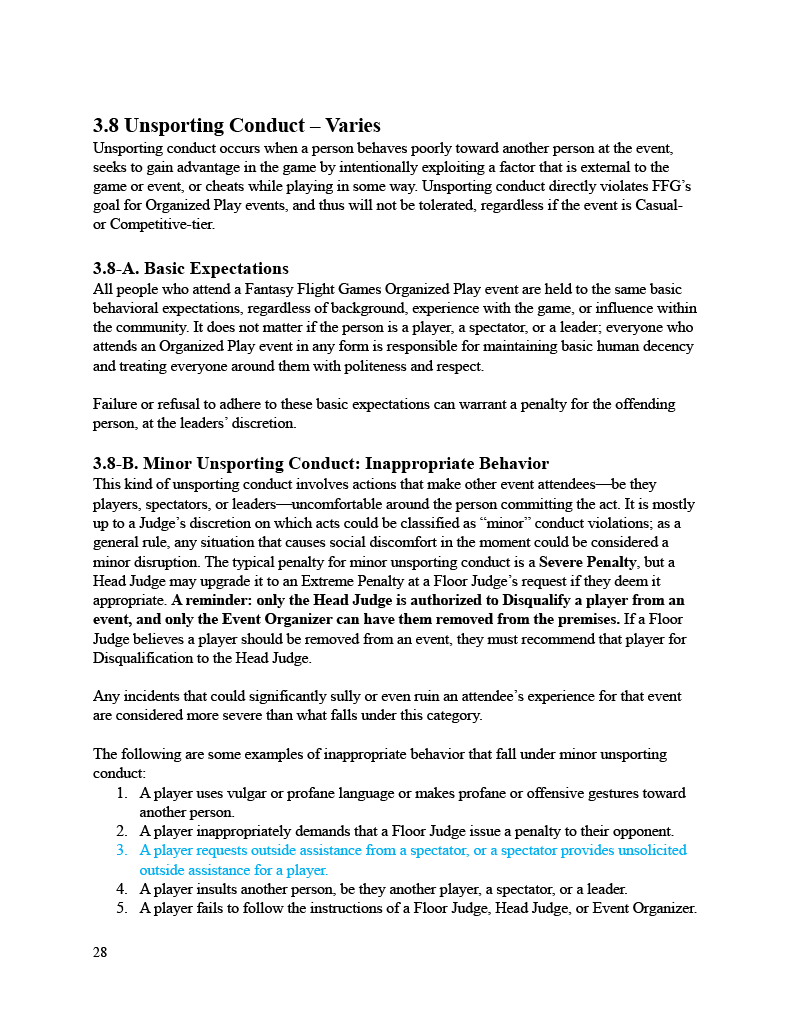 3.8 Unsporting Conduct – Varies
Unsporting conduct occurs when a person behaves poorly toward another person at the event,
seeks to gain advantage in the game by intentionally exploiting a factor that is external to the
game or event, or cheats while playing in some way. Unsporting conduct directly violates FFG’s
goal for Organized Play events, and thus will not be tolerated, regardless if the event is Casual-
or Competitive-tier.
3.8-A. Basic Expectations
All people who attend a Fantasy Flight Games Organized Play event are held to the same basic
behavioral expectations, regardless of background, experience with the game, or influence within
the community. It does not matter if the person is a player, a spectator, or a leader; everyone who
attends an Organized Play event in any form is responsible for maintaining basic human decency
and treating everyone around them with politeness and respect.
Failure or refusal to adhere to these basic expectations can warrant a penalty for the offending
person, at the leaders’ discretion.
3.8-B. Minor Unsporting Conduct: Inappropriate Behavior
This kind of unsporting conduct involves actions that make other event attendees—be they
players, spectators, or leaders—uncomfortable around the person committing the act. It is mostly
up to a Judge’s discretion on which acts could be classified as “minor” conduct violations; as a
general rule, any situation that causes social discomfort in the moment could be considered a
minor disruption. The typical penalty for minor unsporting conduct is a Severe Penalty, but a
Head Judge may upgrade it to an Extreme Penalty at a Floor Judge’s request if they deem it
appropriate. A reminder: only the Head Judge is authorized to Disqualify a player from an
event, and only the Event Organizer can have them removed from the premises. If a Floor
Judge believes a player should be removed from an event, they must recommend that player for
Disqualification to the Head Judge.
Any incidents that could significantly sully or even ruin an attendee’s experience for that event
are considered more severe than what falls under this category.
The following are some examples of inappropriate behavior that fall under minor unsporting
conduct:
1. A player uses vulgar or profane language or makes profane or offensive gestures toward
another person.
2. A player inappropriately demands that a Floor Judge issue a penalty to their opponent.
3. A player requests outside assistance from a spectator, or a spectator provides unsolicited
outside assistance for a player.
4. A player insults another person, be they another player, a spectator, or a leader.
5. A player fails to follow the instructions of a Floor Judge, Head Judge, or Event Organizer.
28